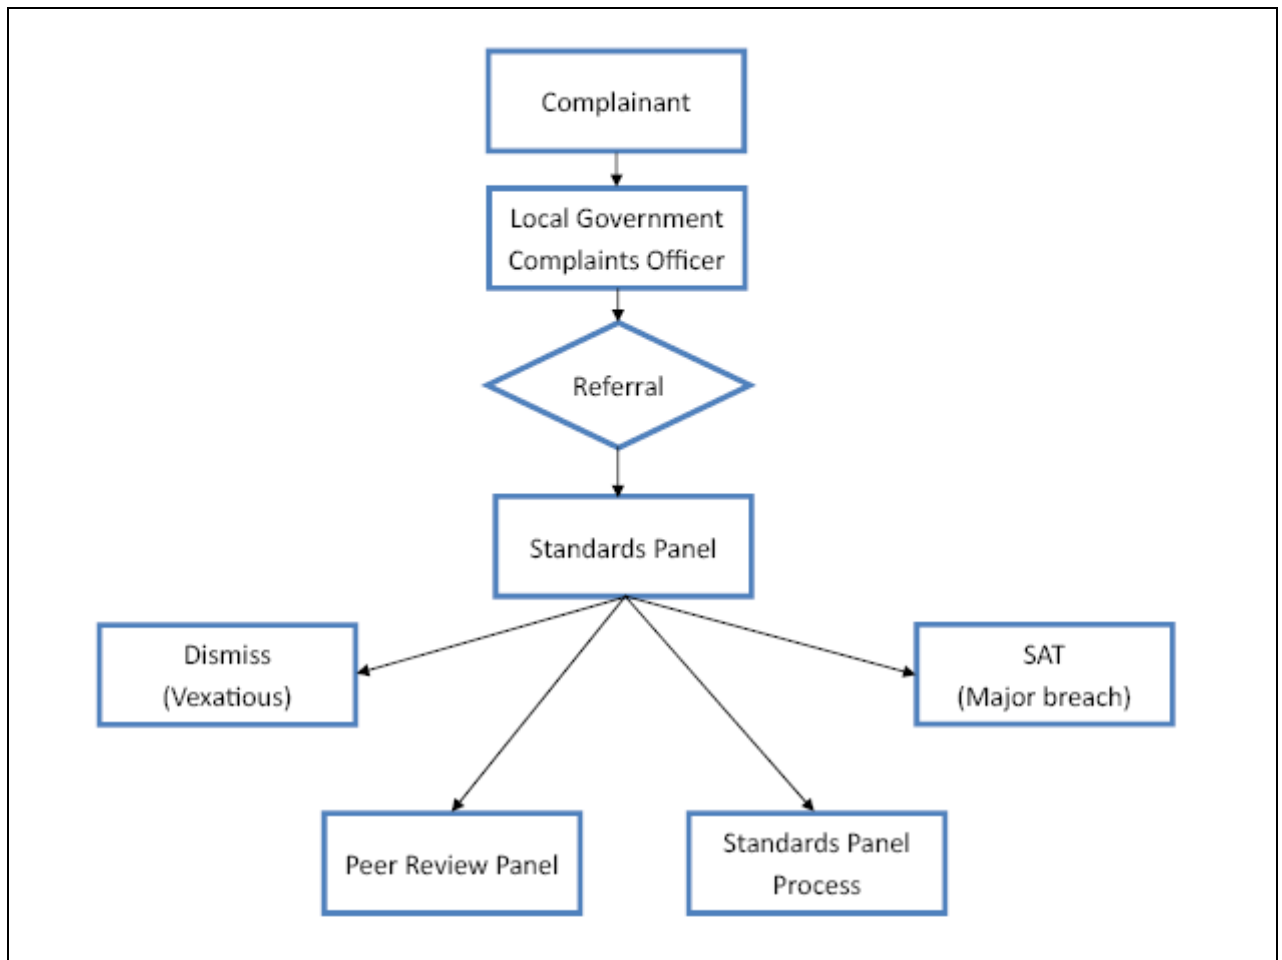 Complainant
Local Government
Complaints Officer
Referral
Standards Panel
Dismiss
(Vexatious)
SAT
(Major breach)
Peer Review Panel
Standards Panel
Process